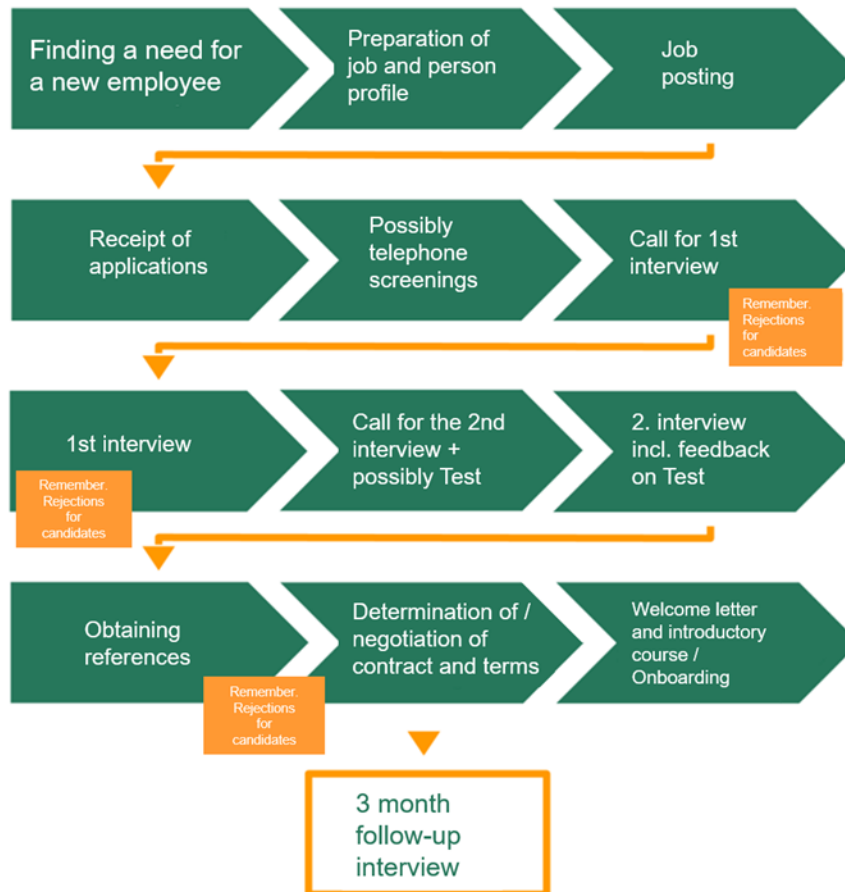 Finding a need for
a new employee
Preparation of
job and person
profile
Job
posting
Receipt of
applications
Possibly
telephone
screenings
Call for 1st
interview
Remember.
Rejections
for
candidates
1st interview
Remember.
Rejections
for
candidates
Call for the 2nd
interview +
possibly Test
2. interview
incl. feedback
on Test
Obtaining
references
Remember.
Rejections
for
candidates
Determination of /
negotiation of
contract and terms
Welcome letter
and introductory
course /
Onboarding
3 month
follow-up
interview